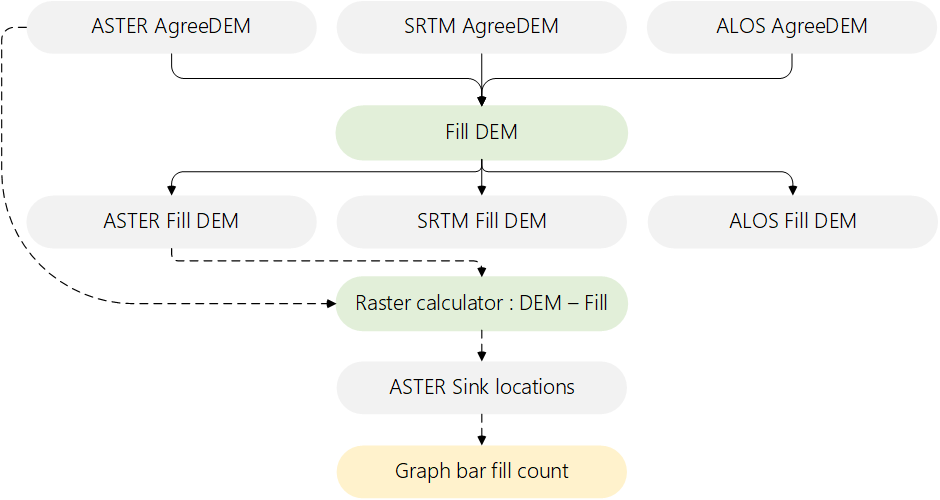 ASTER AgreeDEM
SRTM AgreeDEM
ALOS AgreeDEM
Fill DEM
ASTER Fill DEM
SRTM Fill DEM
ALOS Fill DEM
Raster calculator : DEM – Fill
ASTER Sink locations
Graph bar fill count